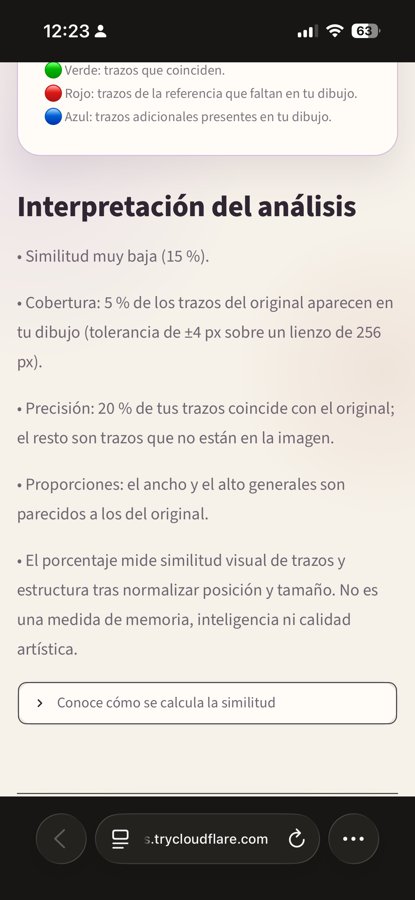 12:23
63
Verde: trazos que coinciden.
Rojo: trazos de la referencia que faltan en tu dibujo.
Azul: trazos adicionales presentes en tu dibujo.
Interpretación del análisis
• Similitud muy baja (15 %).
• Cobertura: 5 % de los trazos del original aparecen en
tu dibujo (tolerancia de ±4 px sobre un lienzo de 256
px).
• Precisión: 20 % de tus trazos coincide con el original;
el resto son trazos que no están en la imagen.
• Proporciones: el ancho y el alto generales son
parecidos a los del original.
• El porcentaje mide similitud visual de trazos y
estructura tras normalizar posición y tamaño. No es
una medida de memoria, inteligencia ni calidad
artística.
Conoce cómo se calcula la similitud
s.trycloudflare.com